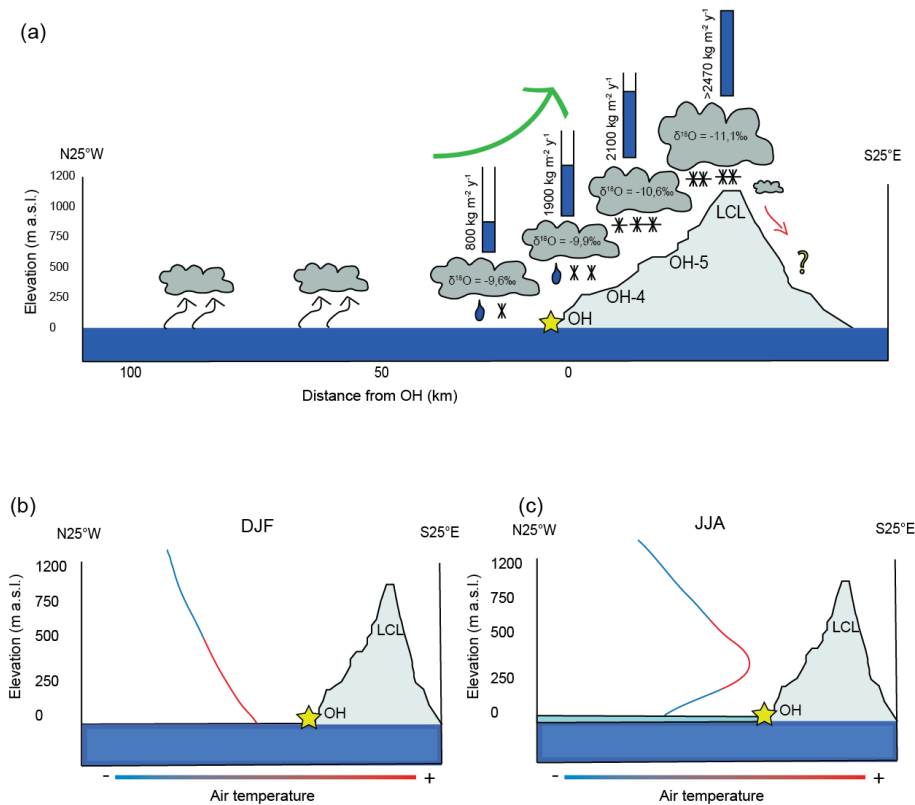 (a)
>2470 kg m⁻² y⁻¹
2100 kg m⁻² y⁻¹
1900 kg m⁻² y⁻¹
800 kg m⁻² y⁻¹
δ¹⁸O = -11,1‰
δ¹⁸O = -10,6‰
δ¹⁸O = -9,9‰
δ¹⁸O = -9,6‰
N25°W
S25°E
Elevation (m a.s.l.)
1200
1000
750
500
250
0
LCL
OH-5
OH-4
OH
?
100
50
0
Distance from OH (km)
(b)
DJF
N25°W
S25°E
Elevation (m a.s.l.)
1200
750
500
250
0
LCL
OH
-
+
Air temperature
(c)
JJA
N25°W
S25°E
Elevation (m a.s.l.)
1200
750
500
250
0
LCL
OH
-
+
Air temperature